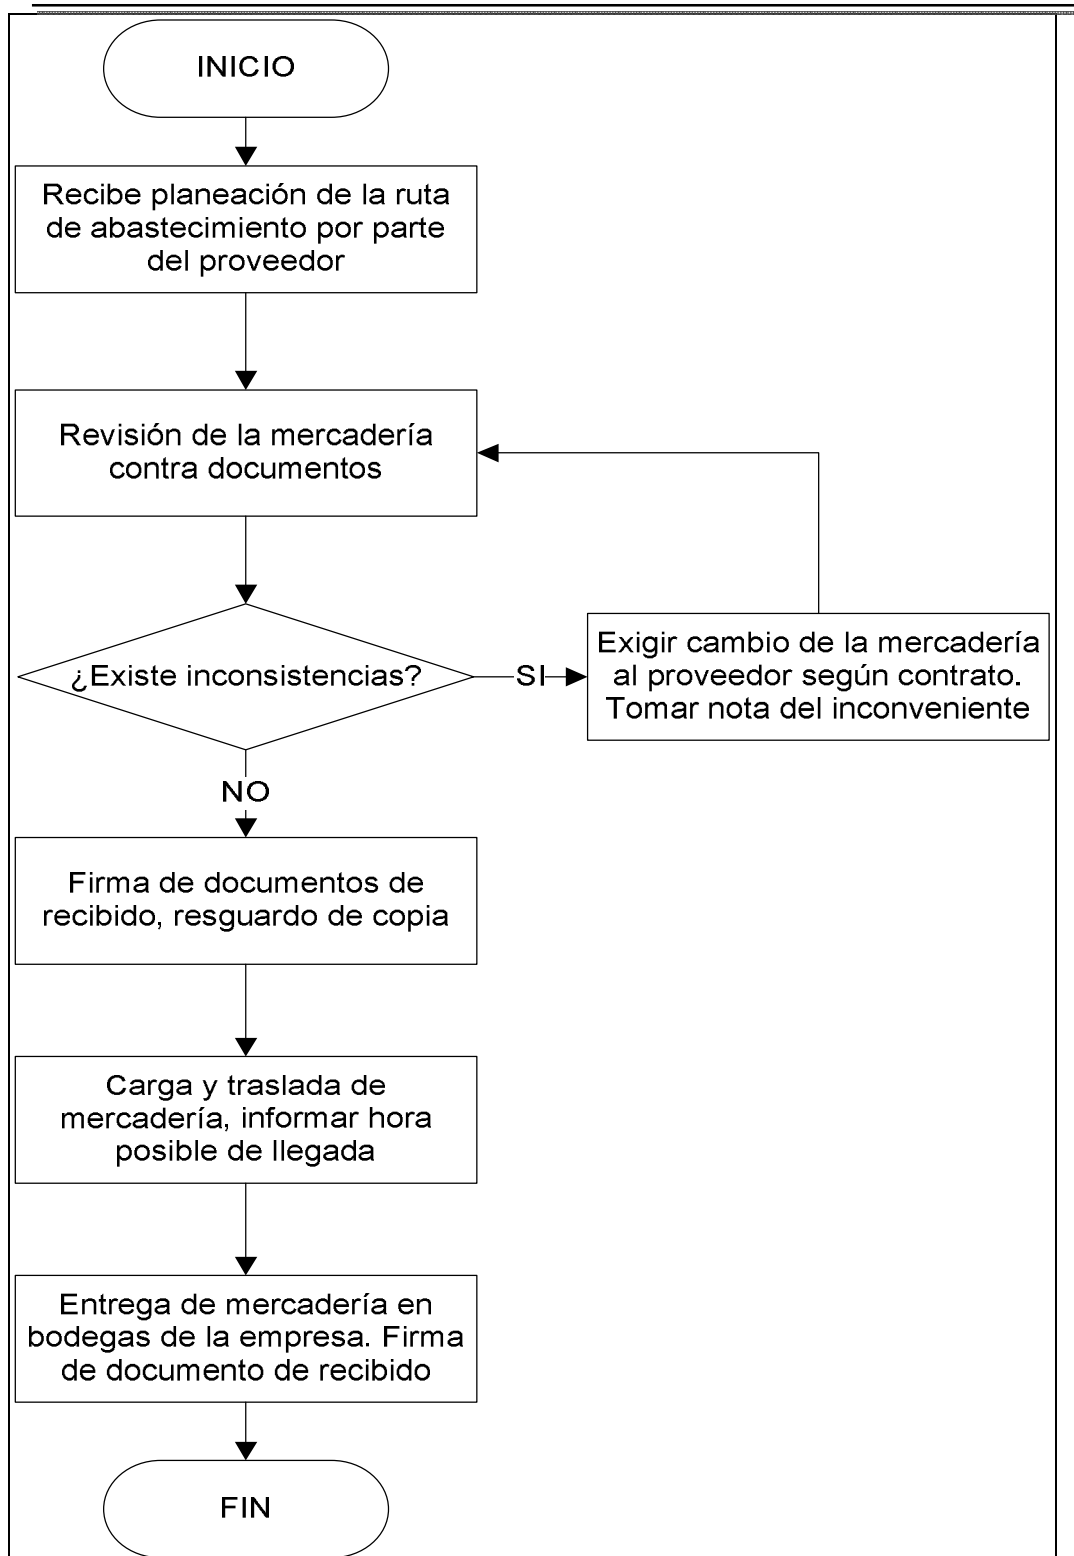 INICIO
Recibe planeación de la ruta
de abastecimiento por parte
del proveedor
Revisión de la mercadería
contra documentos
¿Existe inconsistencias?
SI
Exigir cambio de la mercadería
al proveedor según contrato.
Tomar nota del inconveniente
NO
Firma de documentos de
recibido, resguardo de copia
Carga y traslada de
mercadería, informar hora
posible de llegada
Entrega de mercadería en
bodegas de la empresa. Firma
de documento de recibido
FIN